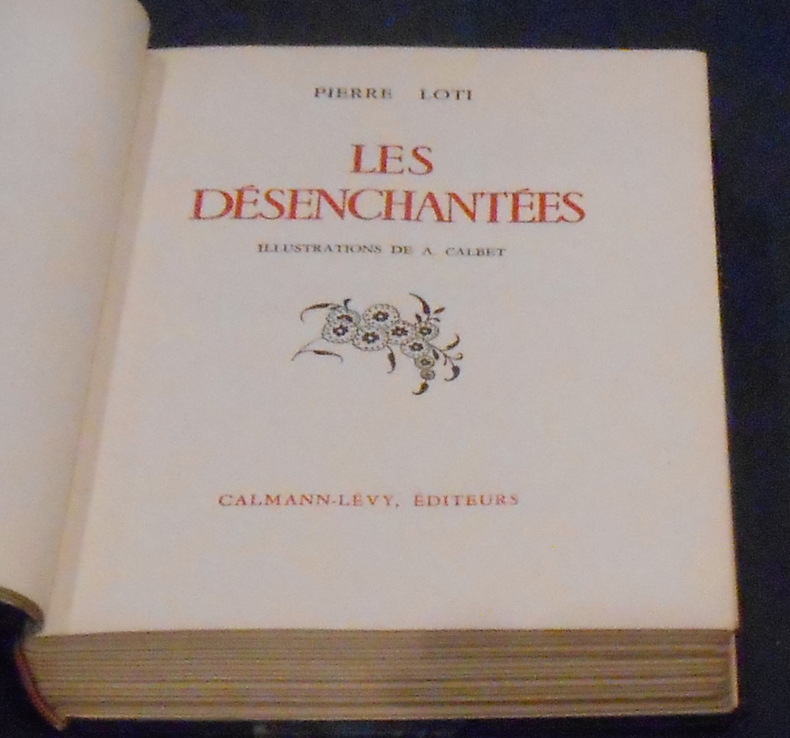 PIERRE LOTI
LES
DÉSENCHANTÉES
ILLUSTRATIONS DE A. CALBET
CALMANN-LÉVY, ÉDITEURS